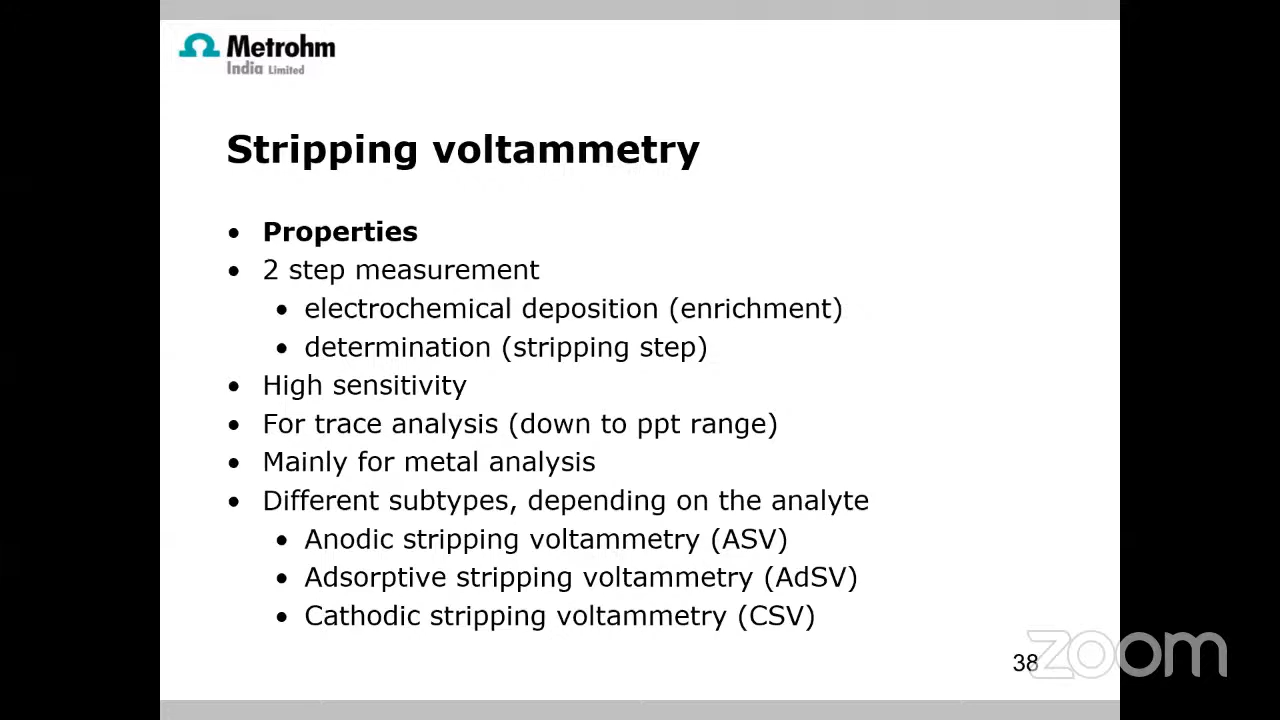 Metrohm
India Limited
Stripping voltammetry
• Properties
• 2 step measurement
• electrochemical deposition (enrichment)
• determination (stripping step)
• High sensitivity
• For trace analysis (down to ppt range)
• Mainly for metal analysis
• Different subtypes, depending on the analyte
• Anodic stripping voltammetry (ASV)
• Adsorptive stripping voltammetry (AdSV)
• Cathodic stripping voltammetry (CSV)
38
zoom